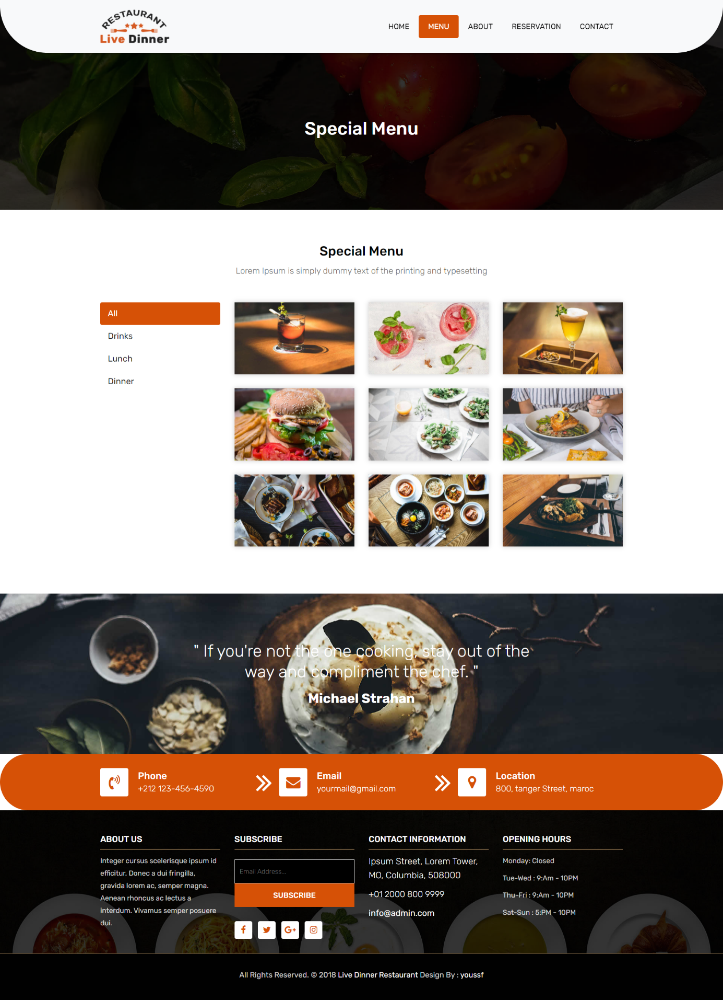 RESTAURANT
Live Dinner
HOME
MENU
ABOUT
RESERVATION
CONTACT
Special Menu
Special Menu
Lorem Ipsum is simply dummy text of the printing and typesetting
All
Drinks
Lunch
Dinner
" If you're not the one cooking, stay out of the
way and compliment the chef. "
Michael Strahan
Phone
+212 123-456-4590
Email
yourmail@gmail.com
Location
800, tanger Street, maroc
ABOUT US
Integer cursus scelerisque ipsum id
efficitur. Donec a dui fringilla,
gravida lorem ac, semper magna.
Aenean rhoncus ac lectus a
interdum. Vivamus semper posuere
dui.
SUBSCRIBE
Email Address...
SUBSCRIBE
G+
CONTACT INFORMATION
Ipsum Street, Lorem Tower,
MO, Columbia, 508000
+01 2000 800 9999
info@admin.com
OPENING HOURS
Monday: Closed
Tue-Wed : 9:Am - 10PM
Thu-Fri : 9:Am - 10PM
Sat-Sun : 5:PM - 10PM
All Rights Reserved. © 2018 Live Dinner Restaurant Design By : youssf